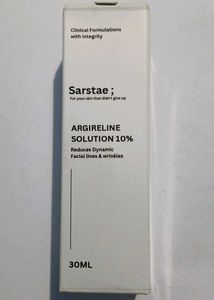 Clinical Formulations
with Integrity
Sarstae ;
For your skin that didn't give up
ARGIRELINE
SOLUTION 10%
Reduces Dynamic
Facial lines & wrinkles
30ML